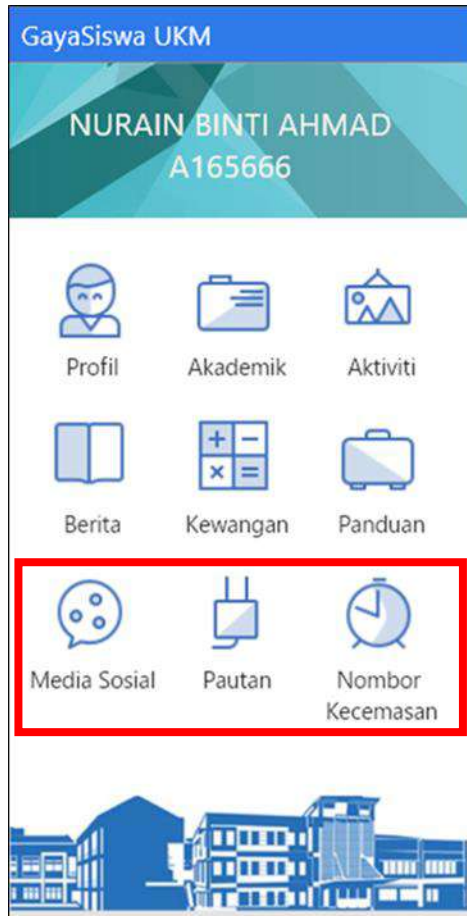 GayaSiswa UKM
NURAIN BINTI AHMAD
A165666
Profil
Akademik
Aktiviti
Berita
Kewangan
Panduan
Media Sosial
Pautan
Nombor
Kecemasan